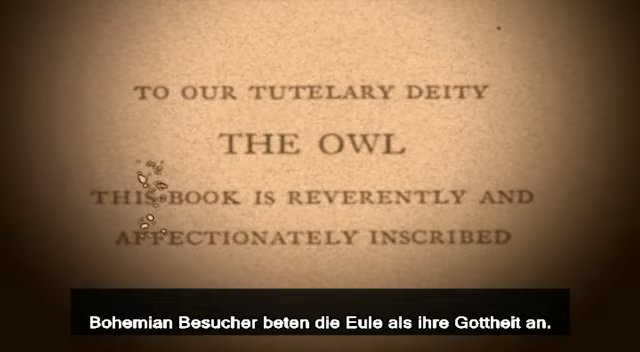 TO OUR TUTELARY DEITY
THE OWL
THIS BOOK IS REVERENTLY AND
AFFECTIONATELY INSCRIBED
Bohemian Besucher beten die Eule als ihre Gottheit an.